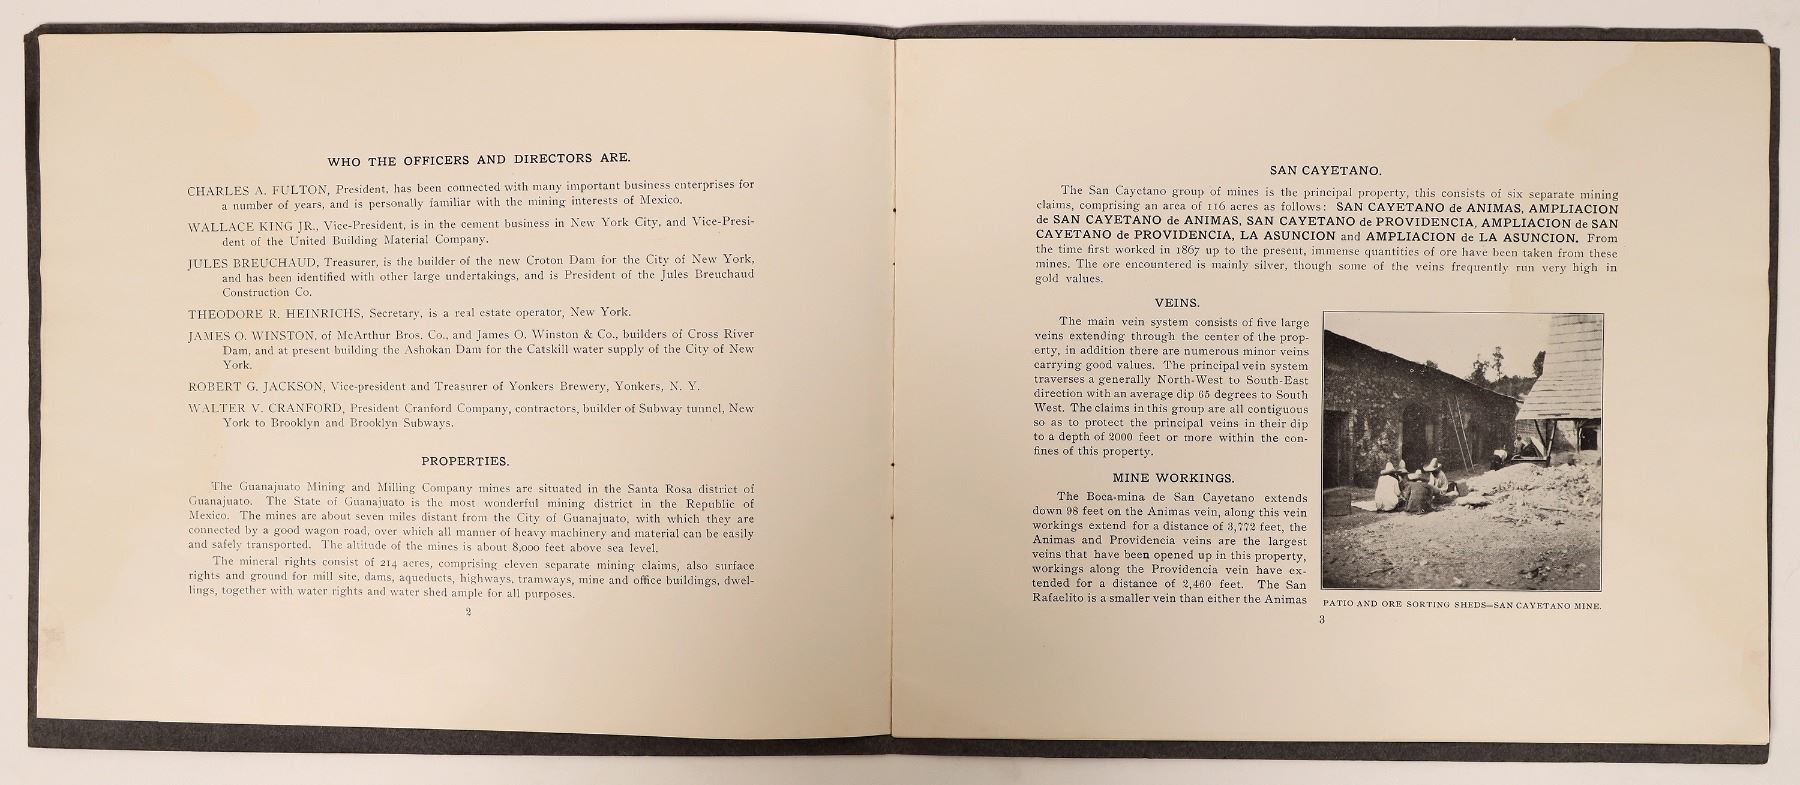 WHO THE OFFICERS AND DIRECTORS ARE.
CHARLES A. FULTON, President, has been connected with many important business enterprises for
a number of years, and is personally familiar with the mining interests of Mexico.
WALLACE KING JR., Vice-President, is in the cement business in New York City, and Vice-Presi-
dent of the United Building Material Company.
JULES BREUCHAUD, Treasurer, is the builder of the new Croton Dam for the City of New York,
and has been identified with other large undertakings, and is President of the Jules Breuchaud
Construction Co.
THEODORE R. HEINRICHS, Secretary, is a real estate operator, New York.
JAMES O. WINSTON, of McArthur Bros. Co., and James O. Winston & Co., builders of Cross River
Dam, and at present building the Ashokan Dam for the Catskill water supply of the City of New
York.
ROBERT G. JACKSON, Vice-president and Treasurer of Yonkers Brewery, Yonkers, N. Y.
WALTER V. CRANFORD, President Cranford Company, contractors, builder of Subway tunnel, New
York to Brooklyn and Brooklyn Subways.
PROPERTIES.
The Guanajuato Mining and Milling Company mines are situated in the Santa Rosa district of
Guanajuato. The State of Guanajuato is the most wonderful mining district in the Republic of
Mexico. The mines are about seven miles distant from the City of Guanajuato, with which they are
connected by a good wagon road, over which all manner of heavy machinery and material can be easily
and safely transported. The altitude of the mines is about 8,000 feet above sea level.
The mineral rights consist of 214 acres, comprising eleven separate mining claims, also surface
rights and ground for mill site, dams, aqueducts, highways, tramways, mine and office buildings, dwel-
lings, together with water rights and water shed ample for all purposes.
2
SAN CAYETANO.
The San Cayetano group of mines is the principal property, this consists of six separate mining
claims, comprising an area of 116 acres as follows: SAN CAYETANO de ANIMAS, AMPLIACION
de SAN CAYETANO de ANIMAS, SAN CAYETANO de PROVIDENCIA, AMPLIACION de SAN
CAYETANO de PROVIDENCIA, LA ASUNCION and AMPLIACION de LA ASUNCION. From
the time first worked in 1867 up to the present, immense quantities of ore have been taken from these
mines. The ore encountered is mainly silver, though some of the veins frequently run very high in
gold values.
VEINS.
The main vein system consists of five large
veins extending through the center of the prop-
erty, in addition there are numerous minor veins
carrying good values. The principal vein system
traverses a generally North-West to South-East
direction with an average dip 65 degrees to South
West. The claims in this group are all contiguous
so as to protect the principal veins in their dip
to a depth of 2000 feet or more within the con-
fines of this property.
MINE WORKINGS.
The Boca-mina de San Cayetano extends
down 98 feet on the Animas vein, along this vein
workings extend for a distance of 3,772 feet, the
Animas and Providencia veins are the largest
veins that have been opened up in this property,
workings along the Providencia vein have ex-
tended for a distance of 2,460 feet. The San
Rafaelito is a smaller vein than either the Animas
PATIO AND ORE SORTING SHEDS—SAN CAYETANO MINE.
3